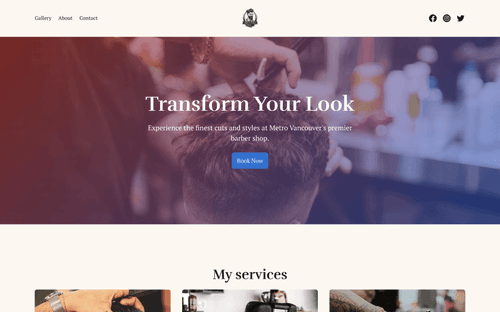 Gallery About Contact
Transform Your Look
Experience the finest cuts and styles at Metro Vancouver's premier
barber shop.
Book Now
My services